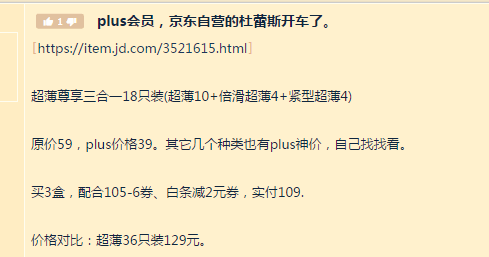 1 plus会员，京东自营的杜蕾斯开车了。
[https://item.jd.com/3521615.html]
超薄尊享三合一18只装(超薄10+倍滑超薄4+紧型超薄4)
原价59，plus价格39。其它几个种类也有plus神价，自己找找看。
买3盒，配合105-6券、白条减2元券，实付109.
价格对比：超薄36只装129元。